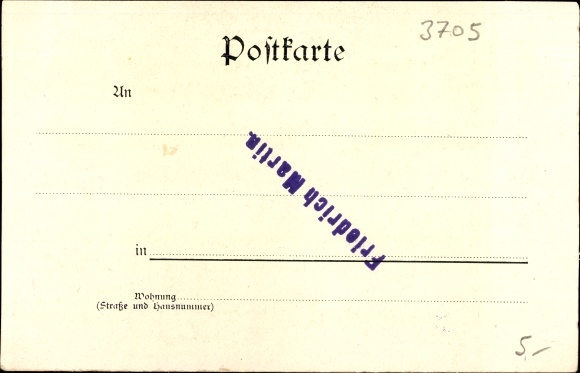 3705
Poſtkarte
An
Friedrich Martin.
in
Wohnung
(Straße und Hausnummer)
5,-